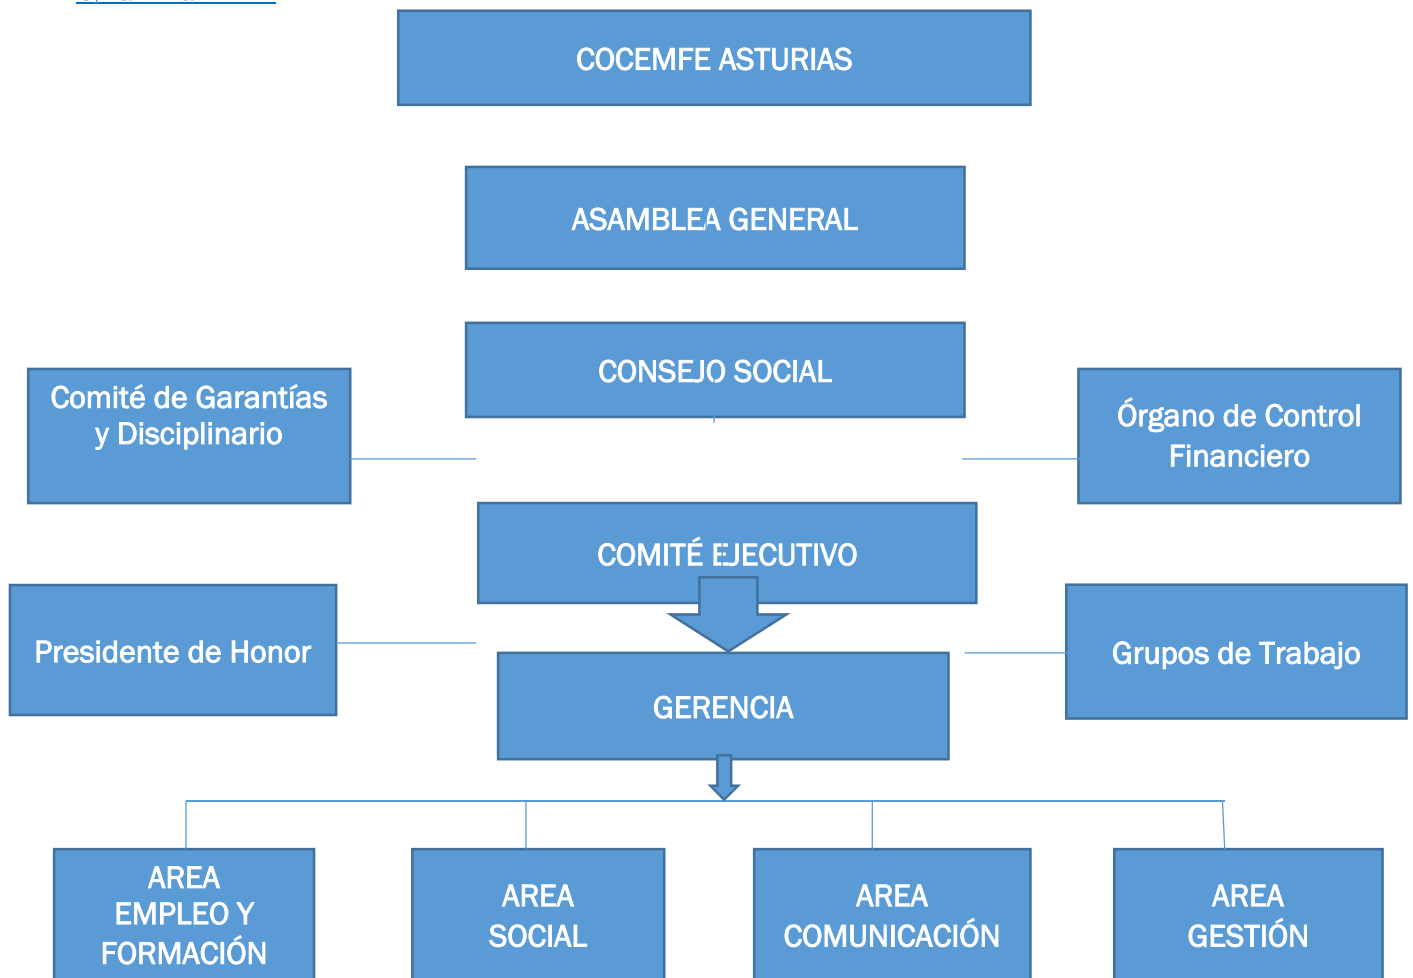 COCEMFE ASTURIAS
ASAMBLEA GENERAL
CONSEJO SOCIAL
Comité de Garantías
y Disciplinario
Órgano de Control
Financiero
COMITÉ EJECUTIVO
Presidente de Honor
Grupos de Trabajo
GERENCIA
AREA
EMPLEO Y
FORMACIÓN
AREA
SOCIAL
AREA
COMUNICACIÓN
AREA
GESTIÓN